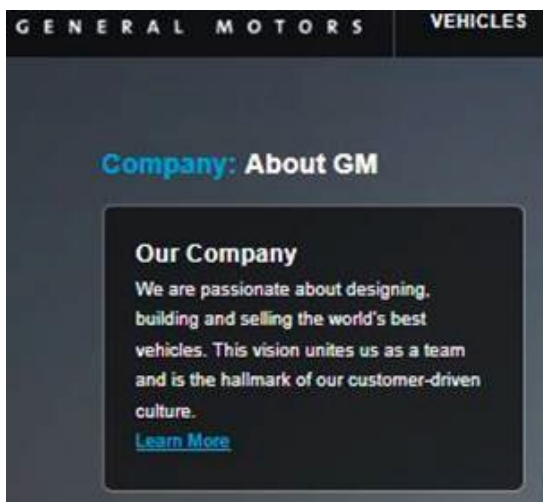 GENERAL MOTORS
VEHICLES
Company: About GM
Our Company
We are passionate about designing,
building and selling the world's best
vehicles. This vision unites us as a team
and is the hallmark of our customer-driven
culture.
Learn More